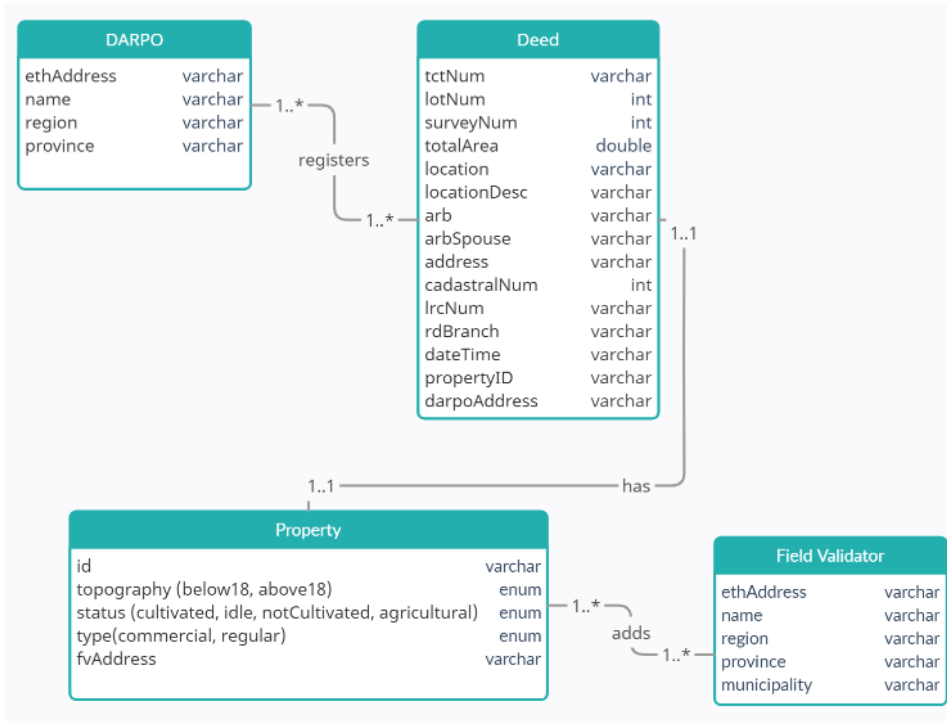 DARPO
ethAddress varchar
name varchar
region varchar
province varchar
1..*
registers
1..*
Deed
tctNum varchar
lotNum int
surveyNum int
totalArea double
location varchar
locationDesc varchar
arb varchar
arbSpouse varchar
address varchar
cadastralNum int
lrcNum varchar
rdBranch varchar
dateTime varchar
propertyID varchar
darpoAddress varchar
1..1
has
1..1
Property
id varchar
topography (below18, above18) enum
status (cultivated, idle, notCultivated, agricultural) enum
type(commercial, regular) enum
fvAddress varchar
1..*
adds
1..*
Field Validator
ethAddress varchar
name varchar
region varchar
province varchar
municipality varchar